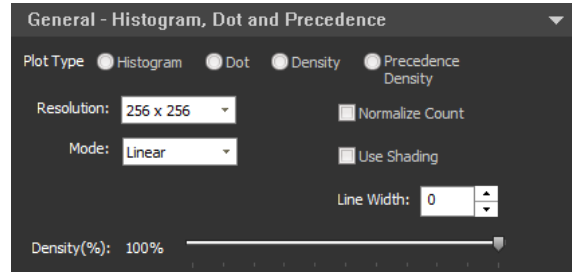 General - Histogram, Dot and Precedence
Plot Type Histogram Dot Density Precedence
Density
Resolution: 256 x 256 Normalize Count
Mode: Linear Use Shading
Line Width: 0
Density(%): 100%